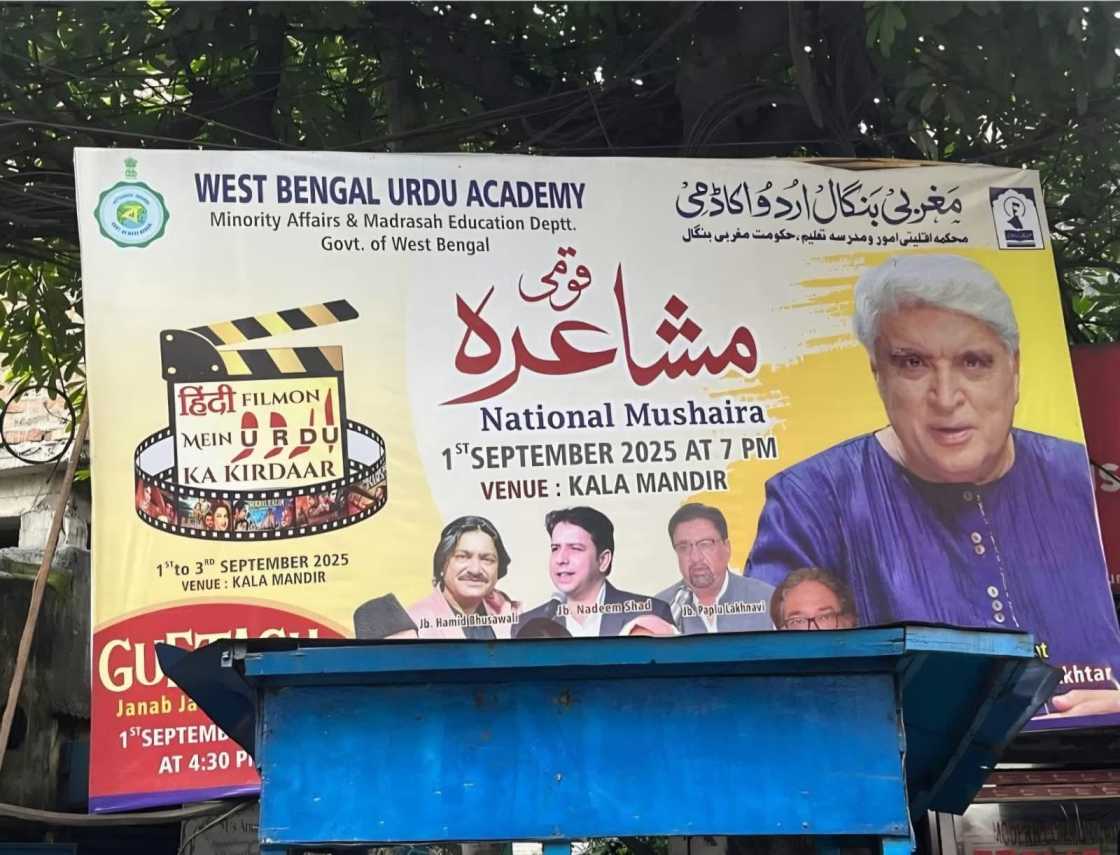 WEST BENGAL URDU ACADEMY
Minority Affairs & Madrasah Education Deptt.
Govt. of West Bengal
مغربی بنگال اردو اکاڈمی
محکمہ اقلیتی امور و مدرسہ تعلیم، حکومت مغربی بنگال
قومی
مشاعرہ
National Mushaira
1ST SEPTEMBER 2025 AT 7 PM
VENUE : KALA MANDIR
हिंदी FILMON
MEIN URDU
KA KIRDAAR
1ST to 3RD SEPTEMBER 2025
VENUE : KALA MANDIR
Jb. Hamid Bhusawali
Jb. Nadeem Shad
Jb. Paplu Lakhnavi
Janab Ja
1ST SEPTEM
AT 4:30 P
khtar